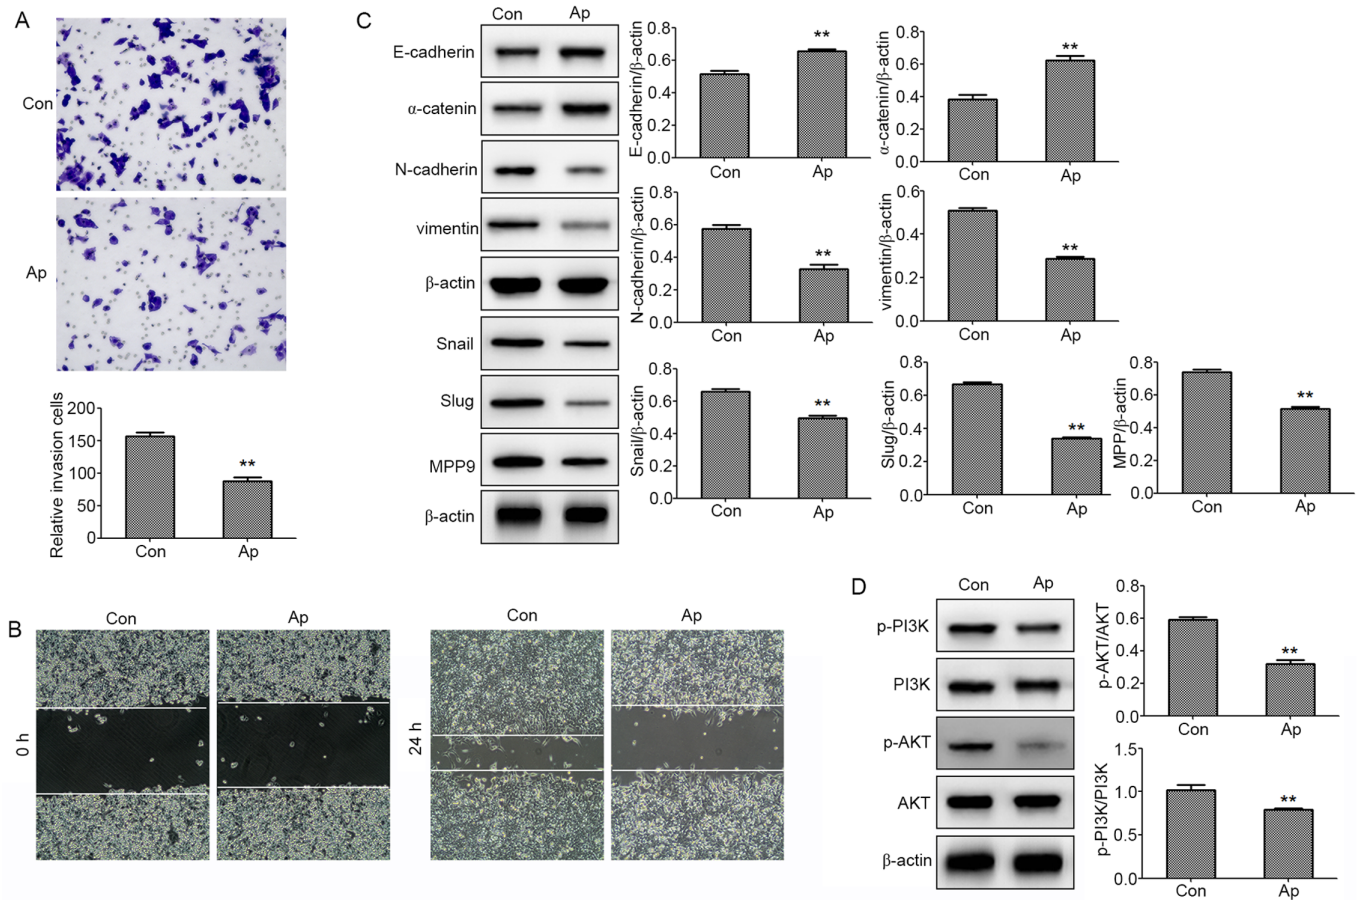 A
Con
Ap
200
150
100
50
0
Relative invasion cells
**
Con
Ap
B
Con
Ap
Con
Ap
0 h
24 h
C
Con
Ap
E-cadherin
α-catenin
N-cadherin
vimentin
β-actin
Snail
Slug
MPP9
β-actin
E-cadherin/β-actin
0.8
0.6
0.4
0.2
0.0
**
Con
Ap
α-catenin/β-actin
0.8
0.6
0.4
0.2
0.0
**
Con
Ap
N-cadherin/β-actin
0.8
0.6
0.4
0.2
0.0
**
Con
Ap
vimentin/β-actin
0.6
0.4
0.2
0.0
**
Con
Ap
Snail/β-actin
0.8
0.6
0.4
0.2
0.0
**
Con
Ap
Slug/β-actin
0.8
0.6
0.4
0.2
0.0
**
Con
Ap
MPP/β-actin
0.8
0.6
0.4
0.2
0.0
**
Con
Ap
D
Con
Ap
p-PI3K
PI3K
p-AKT
AKT
β-actin
p-AKT/AKT
0.8
0.6
0.4
0.2
0.0
**
Con
Ap
p-PI3K/PI3K
1.5
1.0
0.5
0.0
**
Con
Ap